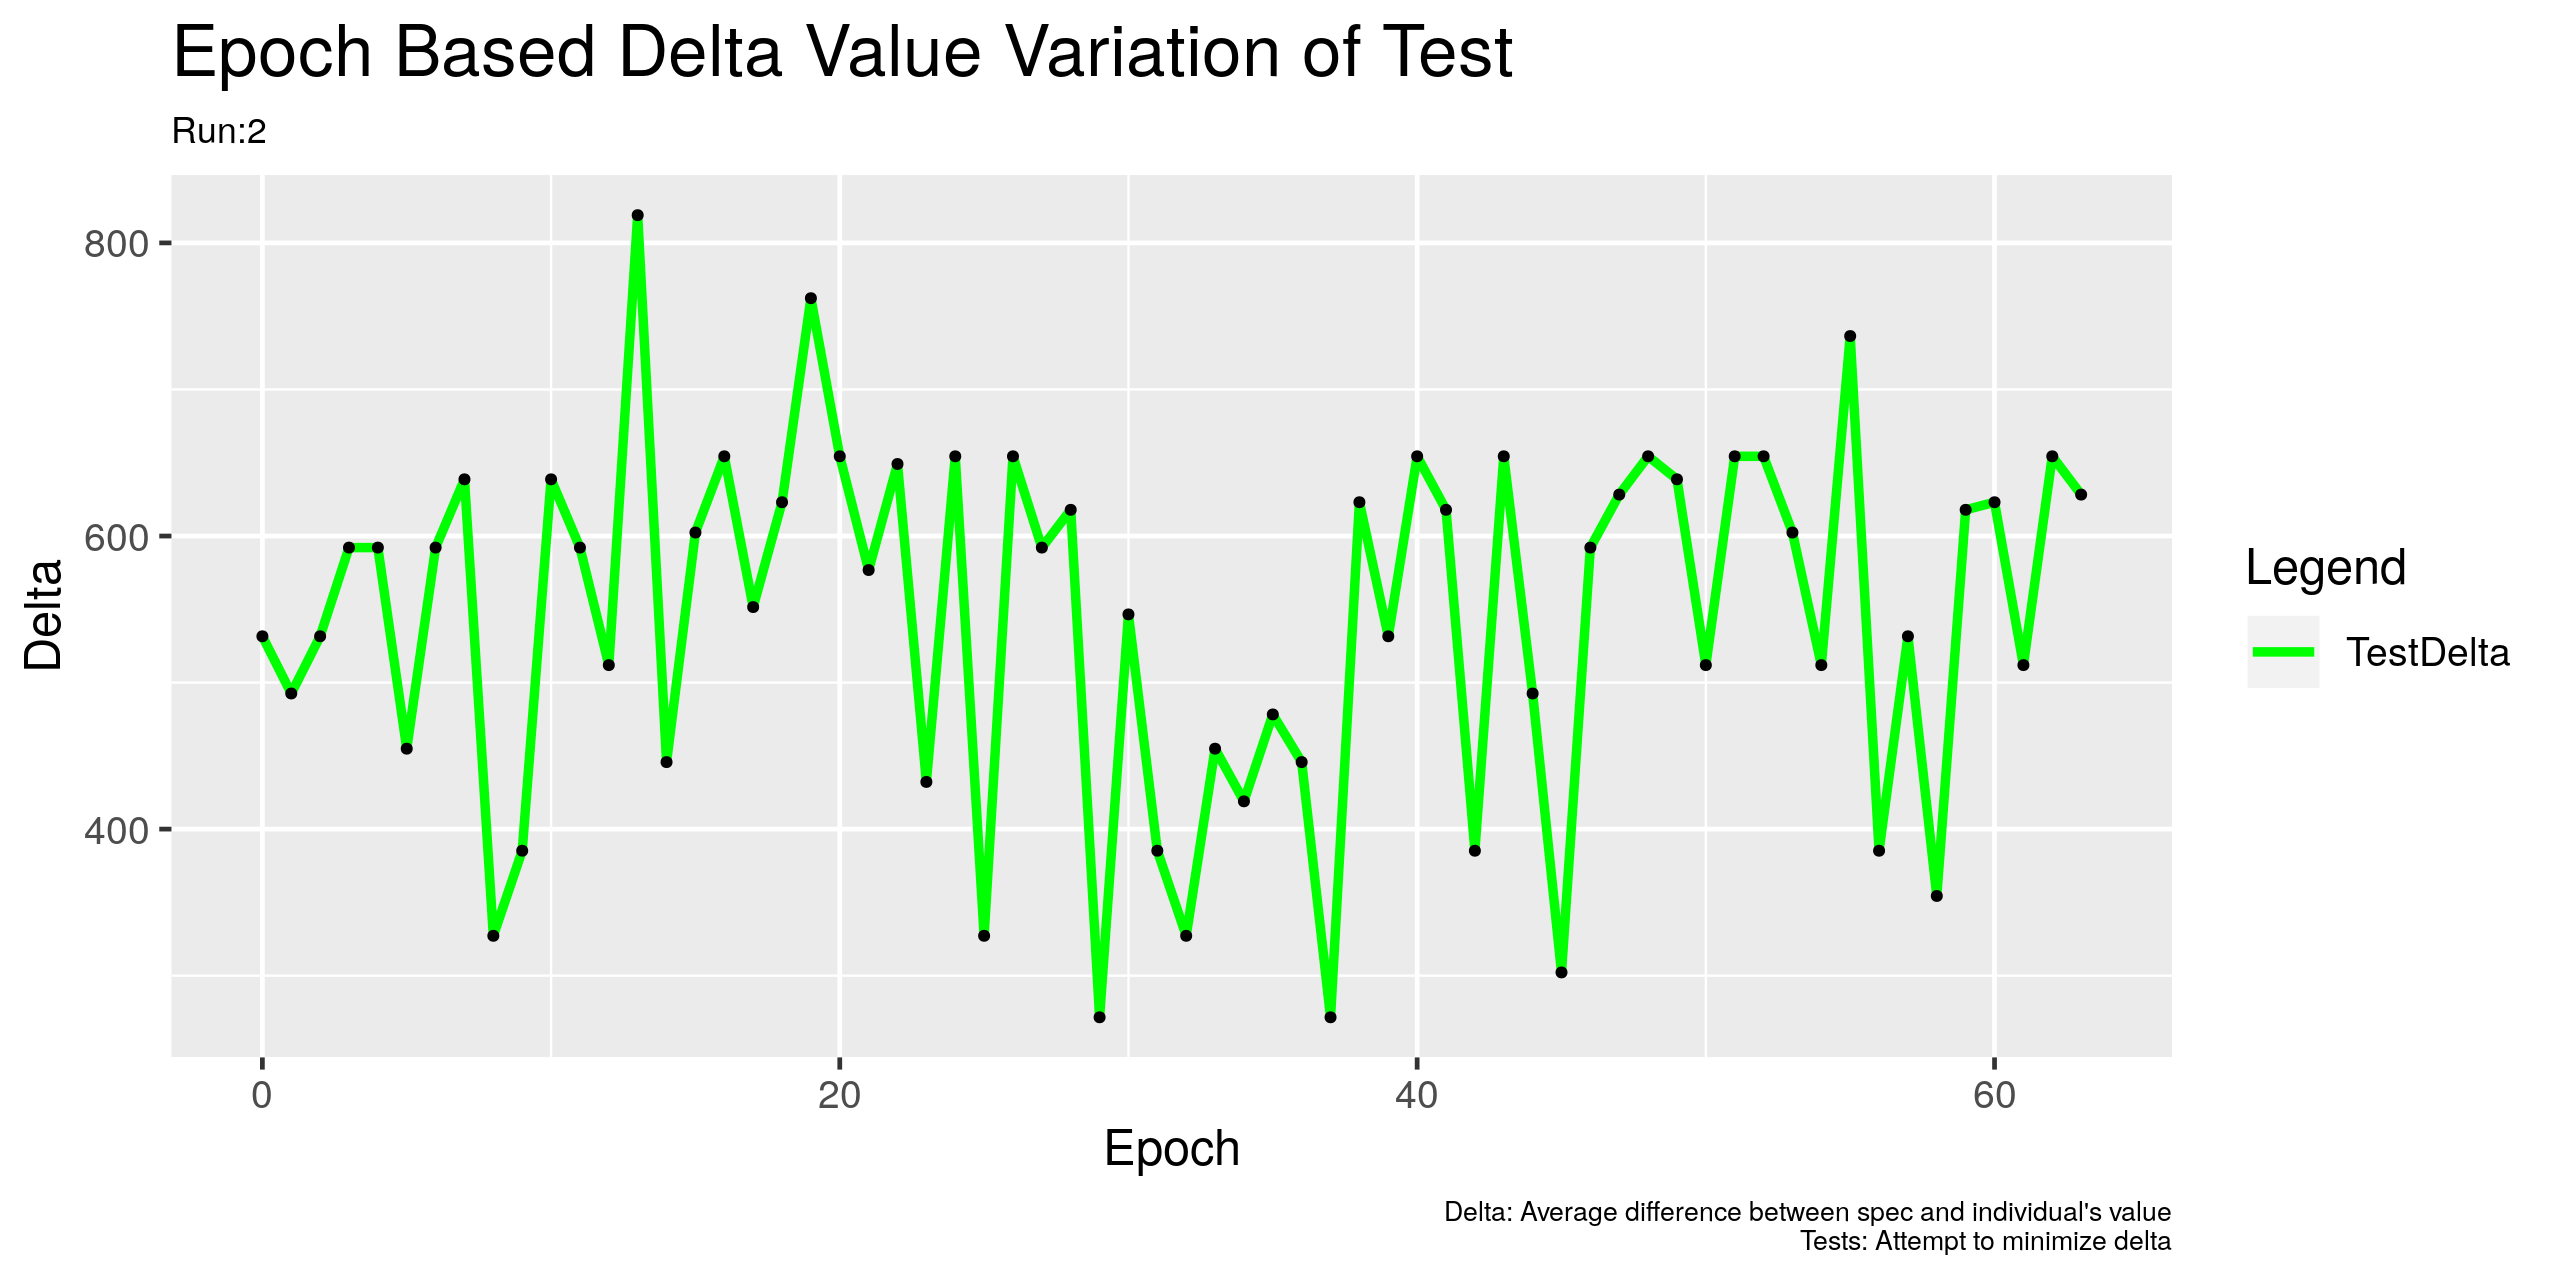 Epoch Based Delta Value Variation of Test
Run:2
800
600
400
Delta
0 20 40 60
Epoch
Legend
TestDelta
Delta: Average difference between spec and individual's value
Tests: Attempt to minimize delta